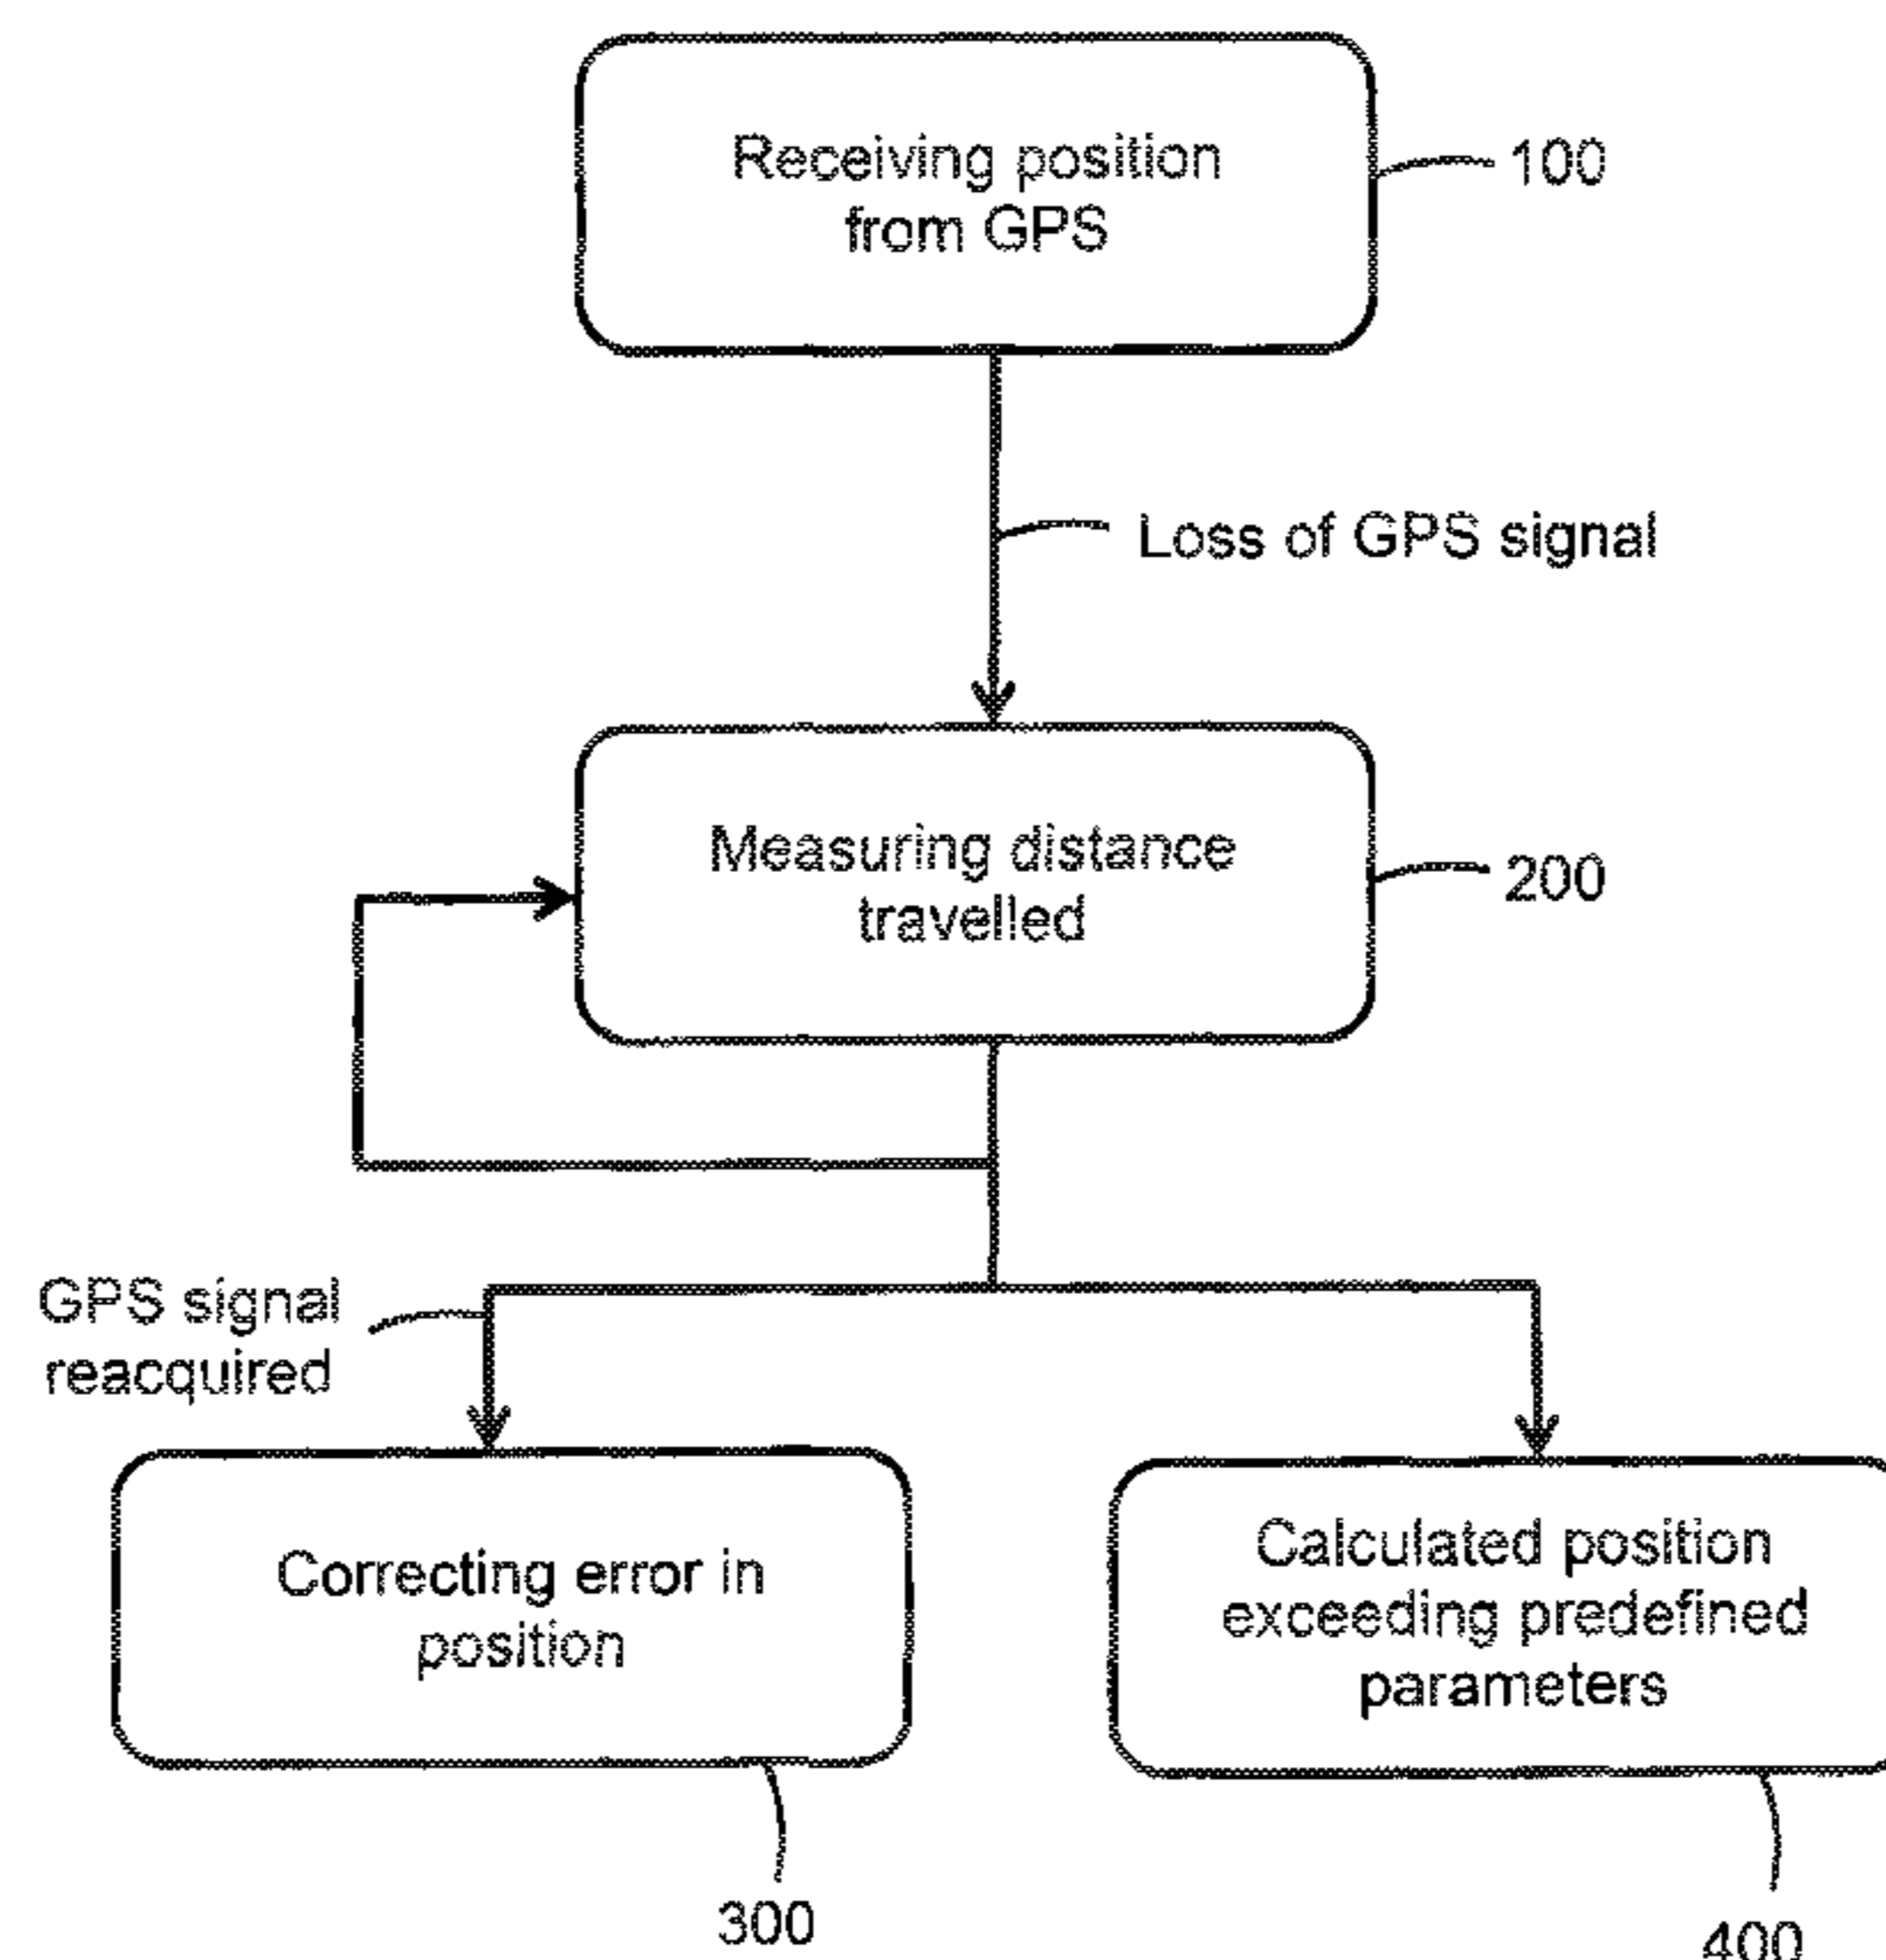 Receiving position
from GPS
100
Loss of GPS signal
Measuring distance
travelled
200
GPS signal
reacquired
Correcting error in
position
Calculated position
exceeding predefined
parameters
300
400